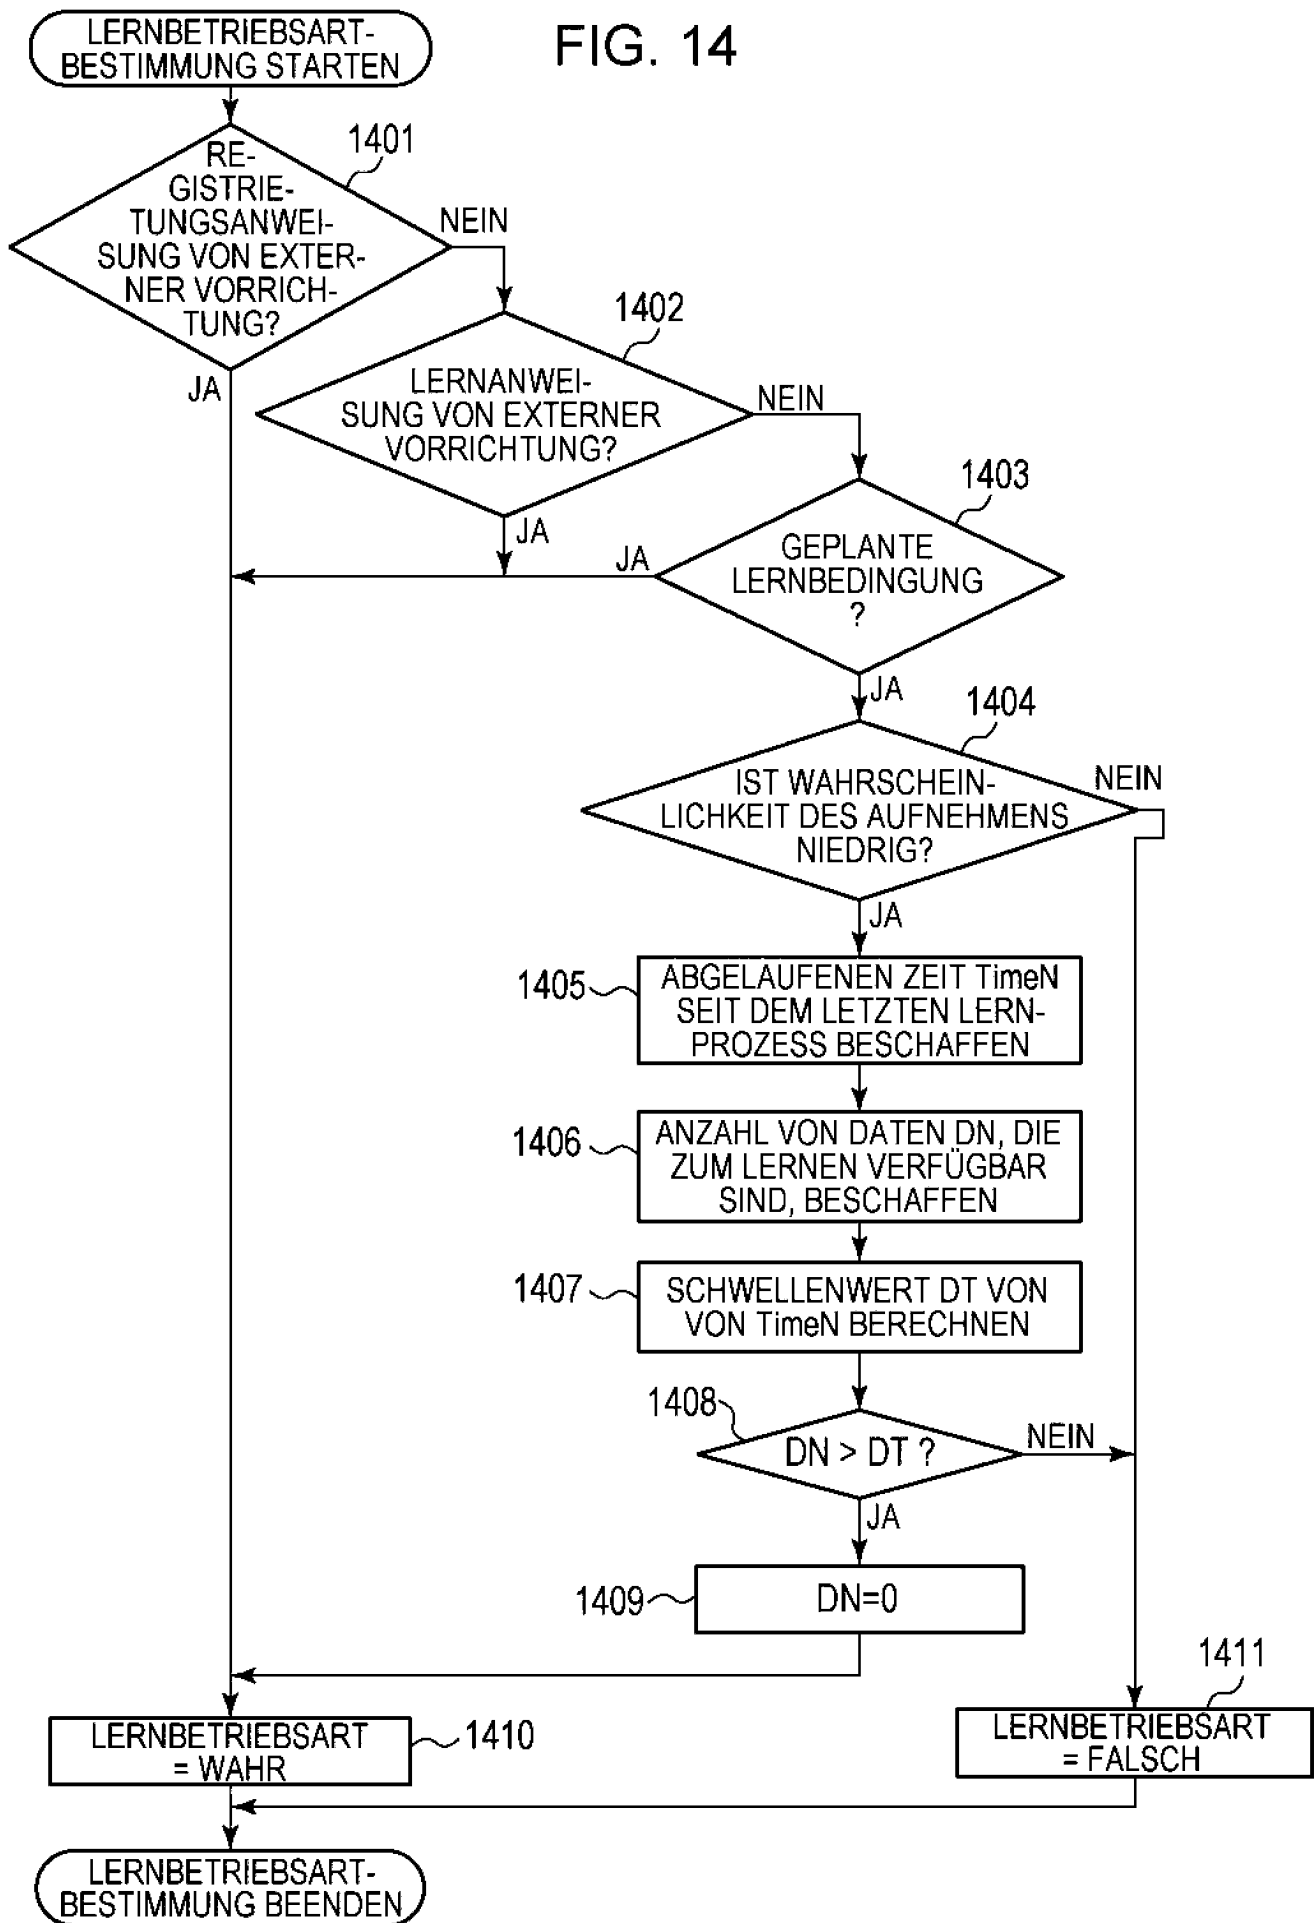 LERNBETRIEBSART-
BESTIMMUNG STARTEN
FIG. 14
1401
RE-
GISTRIE-
TUNGSANWEI-
SUNG VON EXTER-
NER VORRICH-
TUNG?
NEIN
JA
1402
LERNANWEI-
SUNG VON EXTERNER
VORRICHTUNG?
NEIN
JA
1403
GEPLANTE
LERNBEDINGUNG
?
JA
JA
1404
IST WAHRSCHEIN-
LICHKEIT DES AUFNEHMENS
NIEDRIG?
NEIN
JA
1405
ABGELAUFENEN ZEIT TimeN
SEIT DEM LETZTEN LERN-
PROZESS BESCHAFFEN
1406
ANZAHL VON DATEN DN, DIE
ZUM LERNEN VERFÜGBAR
SIND, BESCHAFFEN
1407
SCHWELLENWERT DT VON
VON TimeN BERECHNEN
1408
DN > DT ?
NEIN
JA
1409
DN=0
1410
LERNBETRIEBSART
= WAHR
1411
LERNBETRIEBSART
= FALSCH
LERNBETRIEBSART-
BESTIMMUNG BEENDEN